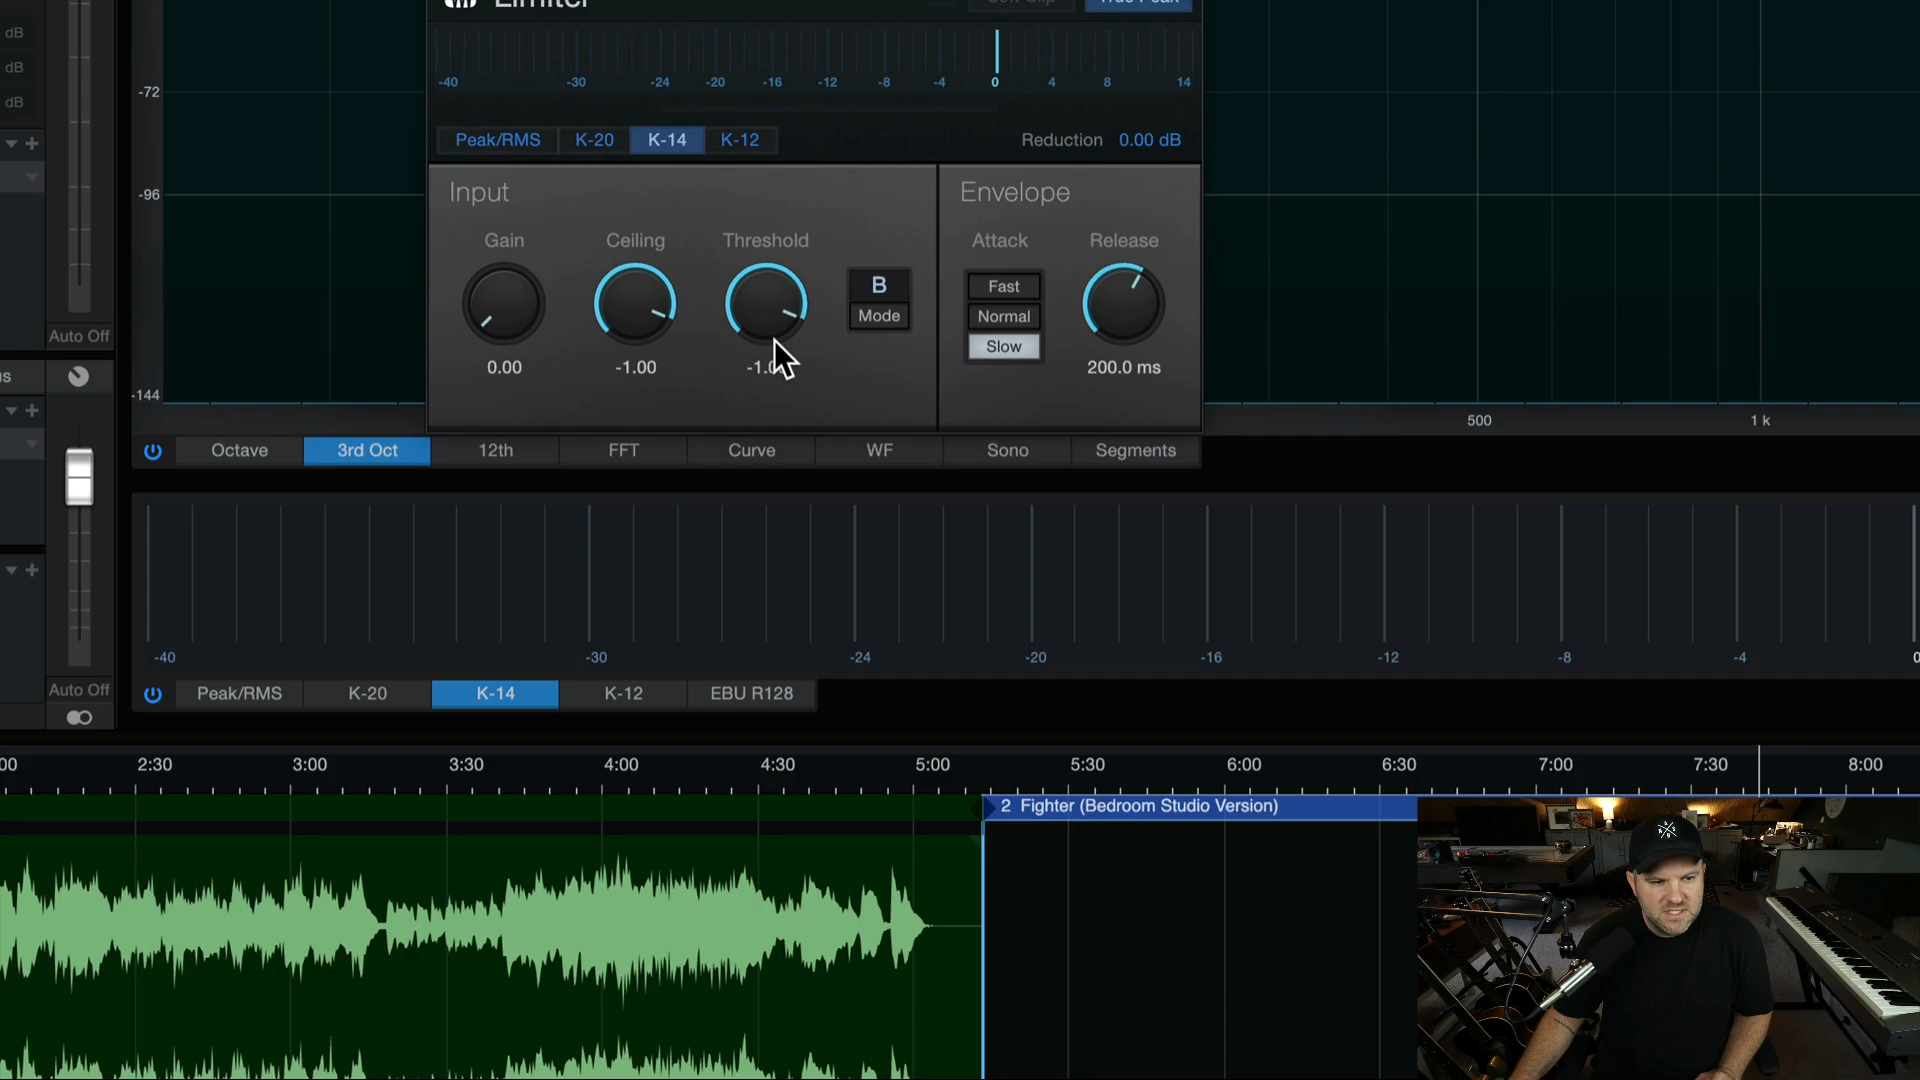 Limiter
Soft Clip
True Peak
dB
dB
dB
-72
-96
-144
-40 -30 -24 -20 -16 -12 -8 -4 0 4 8 14
Peak/RMS K-20 K-14 K-12
Reduction 0.00 dB
Input
Envelope
Gain Ceiling Threshold
Attack Release
B
Mode
Fast
Normal
Slow
0.00 -1.00
200.0 ms
Auto Off
500 1 k
Octave 3rd Oct 12th FFT Curve WF Sono Segments
-40 -30 -24 -20 -16 -12 -8 -4 0
Auto Off
Peak/RMS K-20 K-14 K-12 EBU R128
2:30 3:00 3:30 4:00 4:30 5:00 5:30 6:00 6:30 7:00 7:30 8:00
2 Fighter (Bedroom Studio Version)